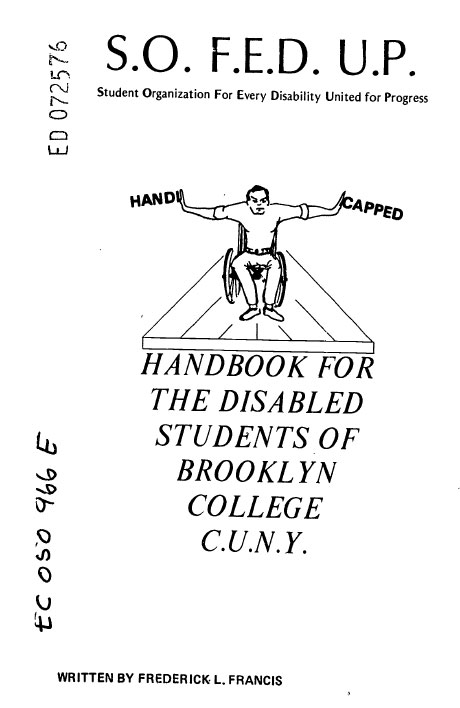 S.O. F.E.D. U.P.
Student Organization For Every Disability United for Progress
ED 072576
HANDI CAPPED
HANDBOOK FOR
THE DISABLED
STUDENTS OF
BROOKLYN
COLLEGE
C.U.N.Y.
EC 050 966 E
WRITTEN BY FREDERICK L. FRANCIS